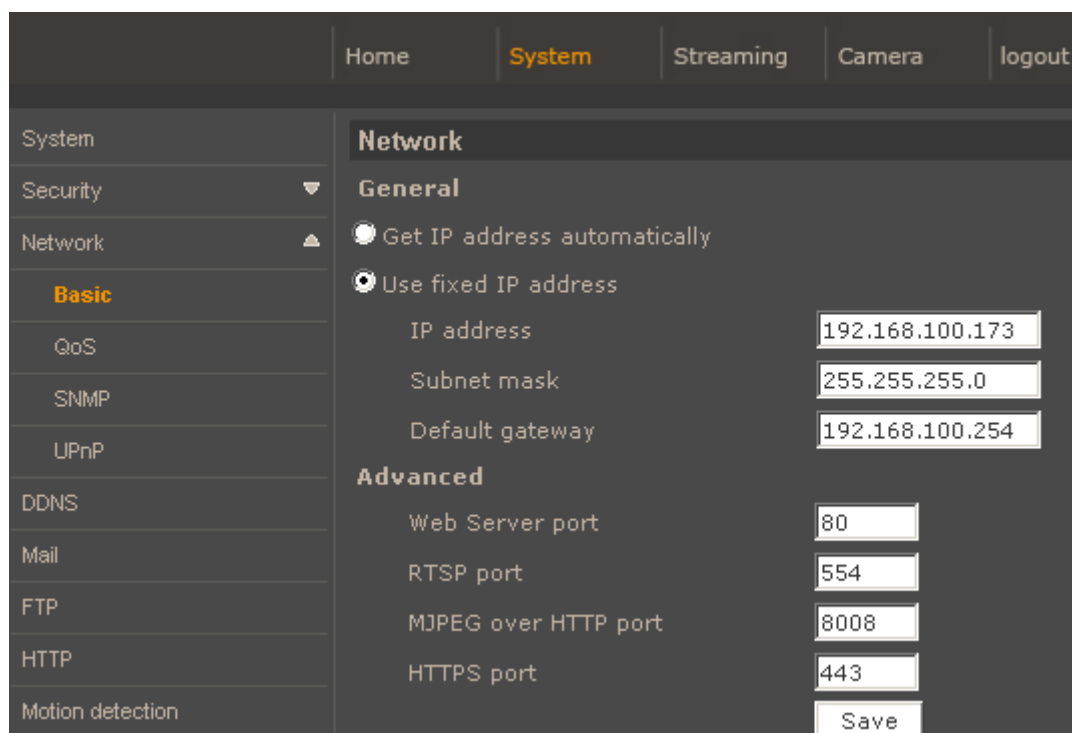 Home System Streaming Camera logout
System
Security
Network
Basic
QoS
SNMP
UPnP
DDNS
Mail
FTP
HTTP
Motion detection
Network
General
Get IP address automatically
Use fixed IP address
IP address 192.168.100.173
Subnet mask 255.255.255.0
Default gateway 192.168.100.254
Advanced
Web Server port 80
RTSP port 554
MJPEG over HTTP port 8008
HTTPS port 443
Save